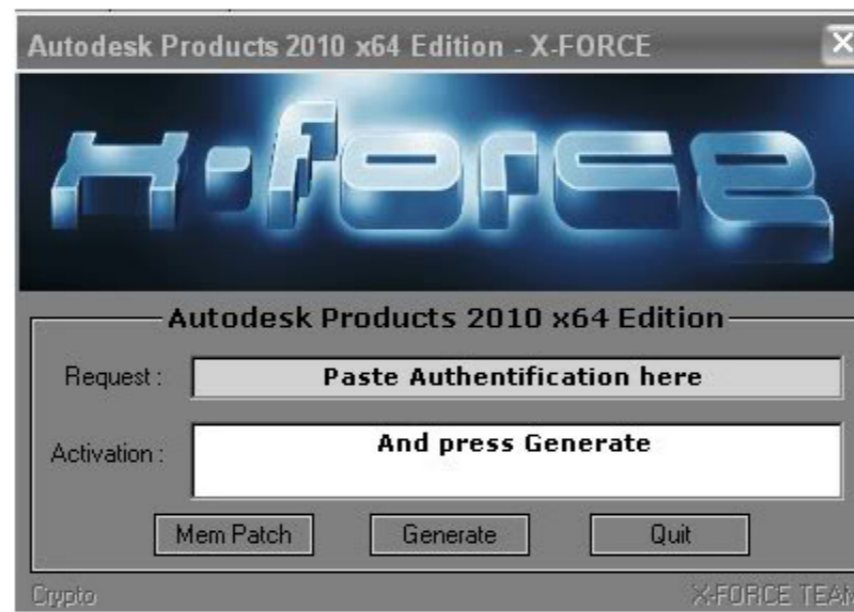 Autodesk Products 2010 x64 Edition - X-FORCE
x-force
Autodesk Products 2010 x64 Edition
Request :
Paste Authentification here
Activation :
And press Generate
Mem Patch
Generate
Quit
Crypto
X-FORCE TEAM